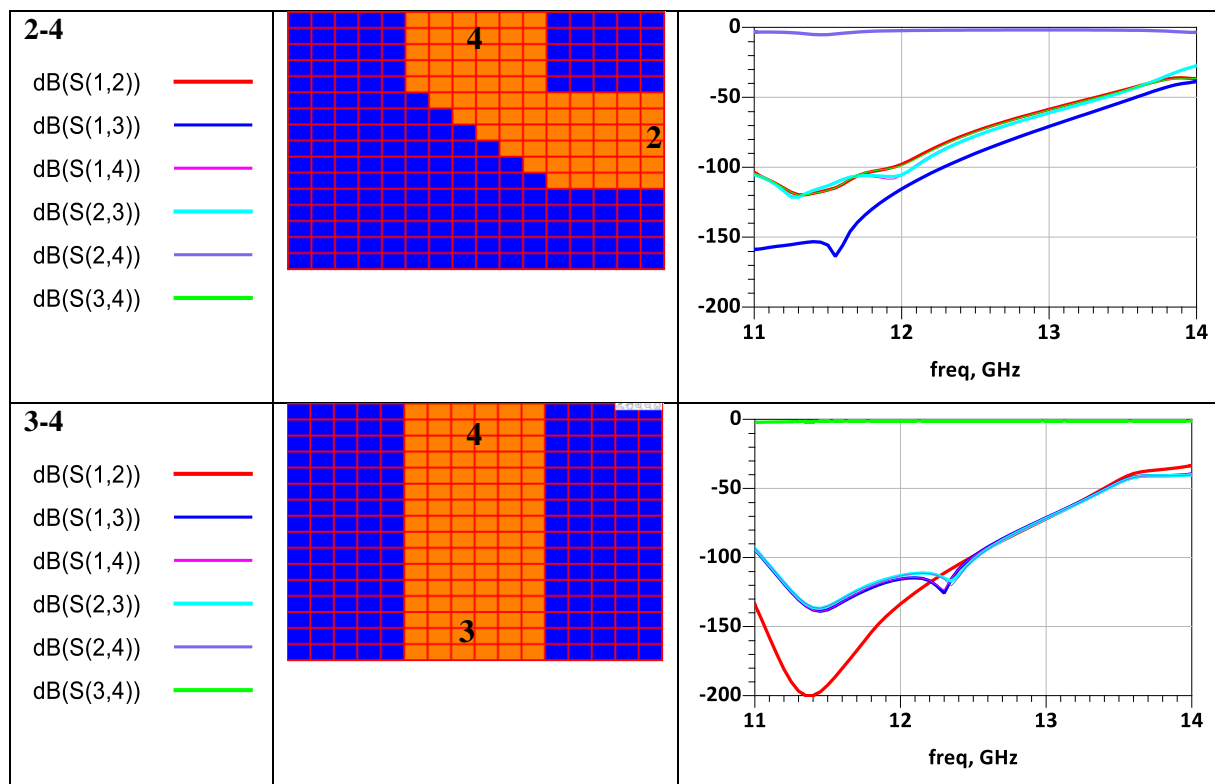 2-4
dB(S(1,2))
dB(S(1,3))
dB(S(1,4))
dB(S(2,3))
dB(S(2,4))
dB(S(3,4))
4
2
0
-50
-100
-150
-200
11 12 13 14
freq, GHz
3-4
dB(S(1,2))
dB(S(1,3))
dB(S(1,4))
dB(S(2,3))
dB(S(2,4))
dB(S(3,4))
4
3
0
-50
-100
-150
-200
11 12 13 14
freq, GHz